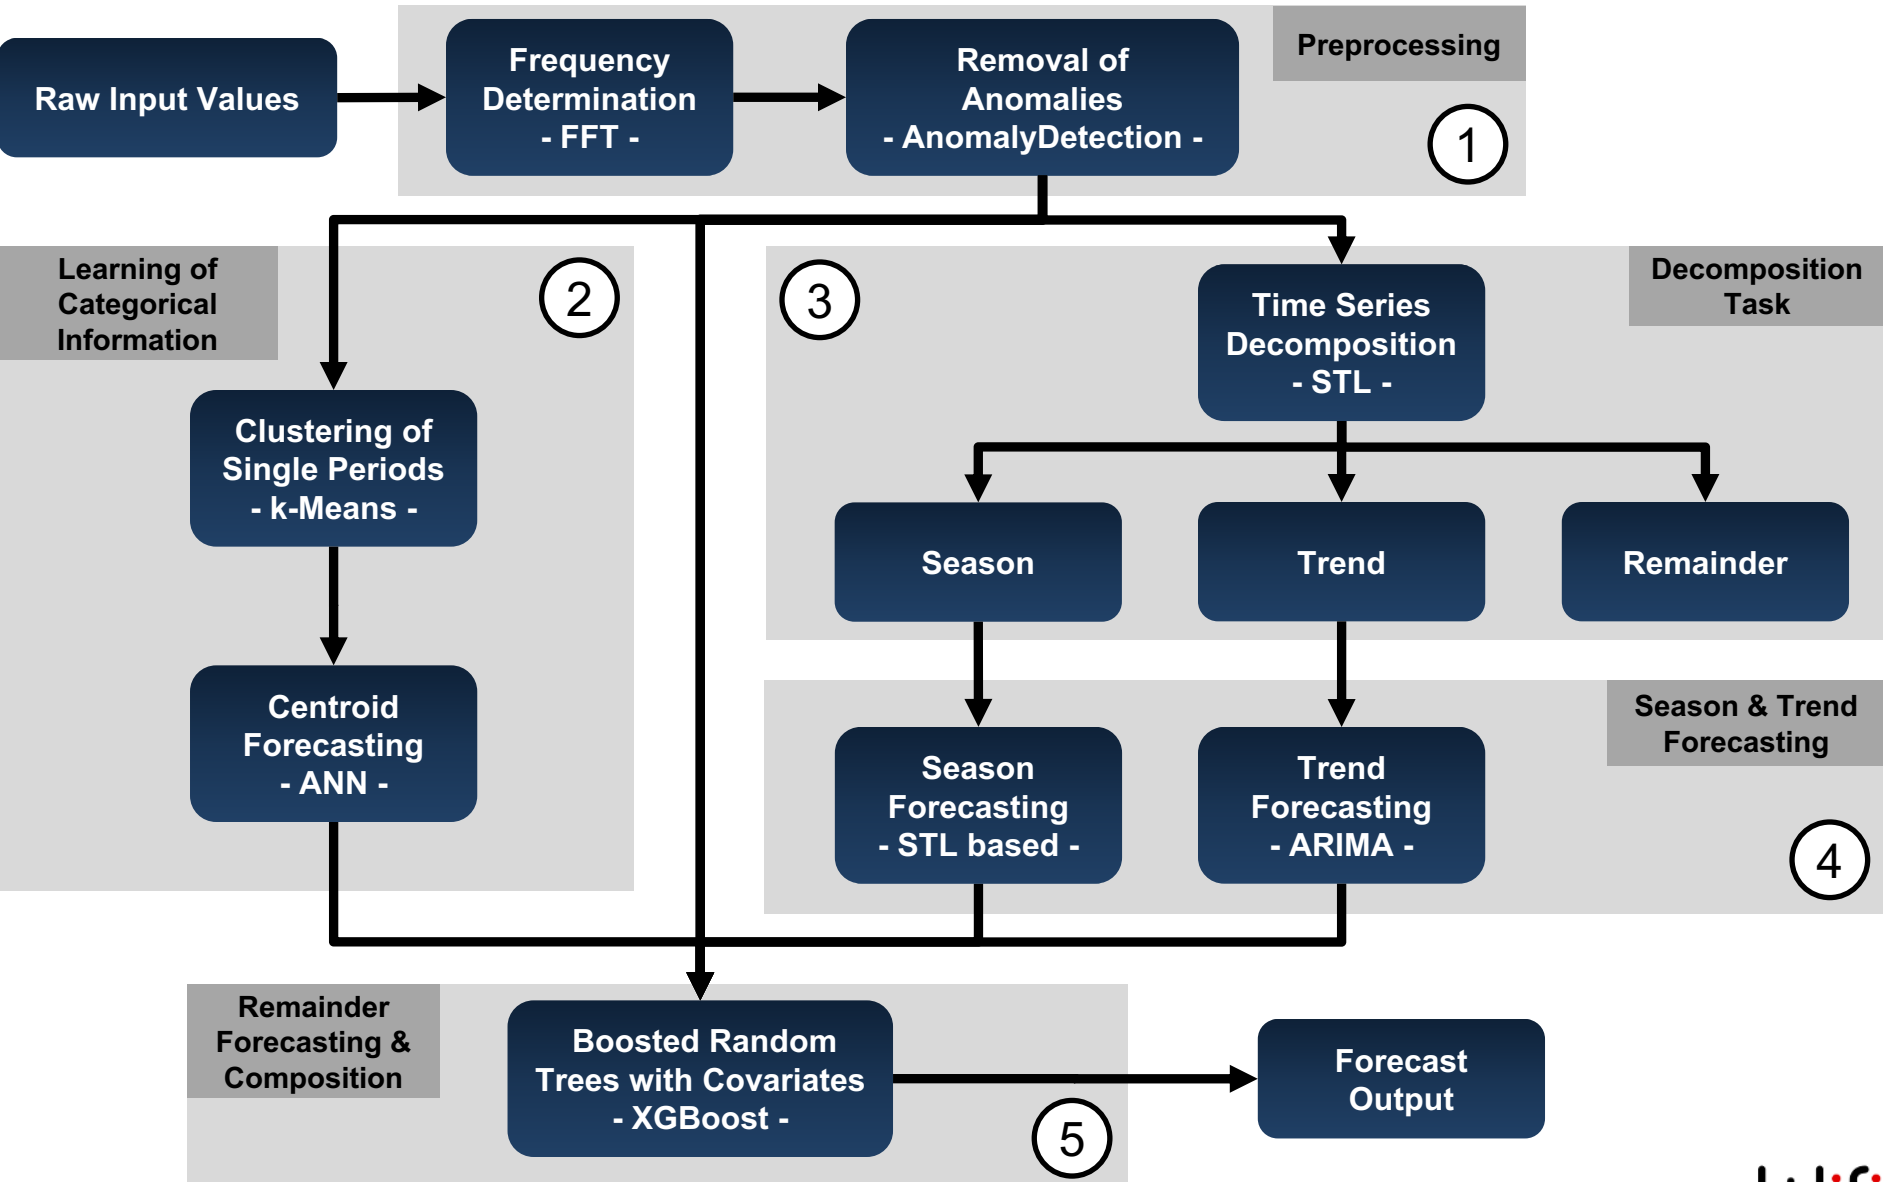 Raw Input Values
Frequency
Determination
- FFT -
Removal of
Anomalies
- AnomalyDetection -
Preprocessing
1
Learning of
Categorical
Information
2
Clustering of
Single Periods
- k-Means -
Centroid
Forecasting
- ANN -
3
Time Series
Decomposition
- STL -
Decomposition
Task
Season
Trend
Remainder
Season & Trend
Forecasting
Season
Forecasting
- STL based -
Trend
Forecasting
- ARIMA -
4
Remainder
Forecasting &
Composition
Boosted Random
Trees with Covariates
- XGBoost -
5
Forecast
Output